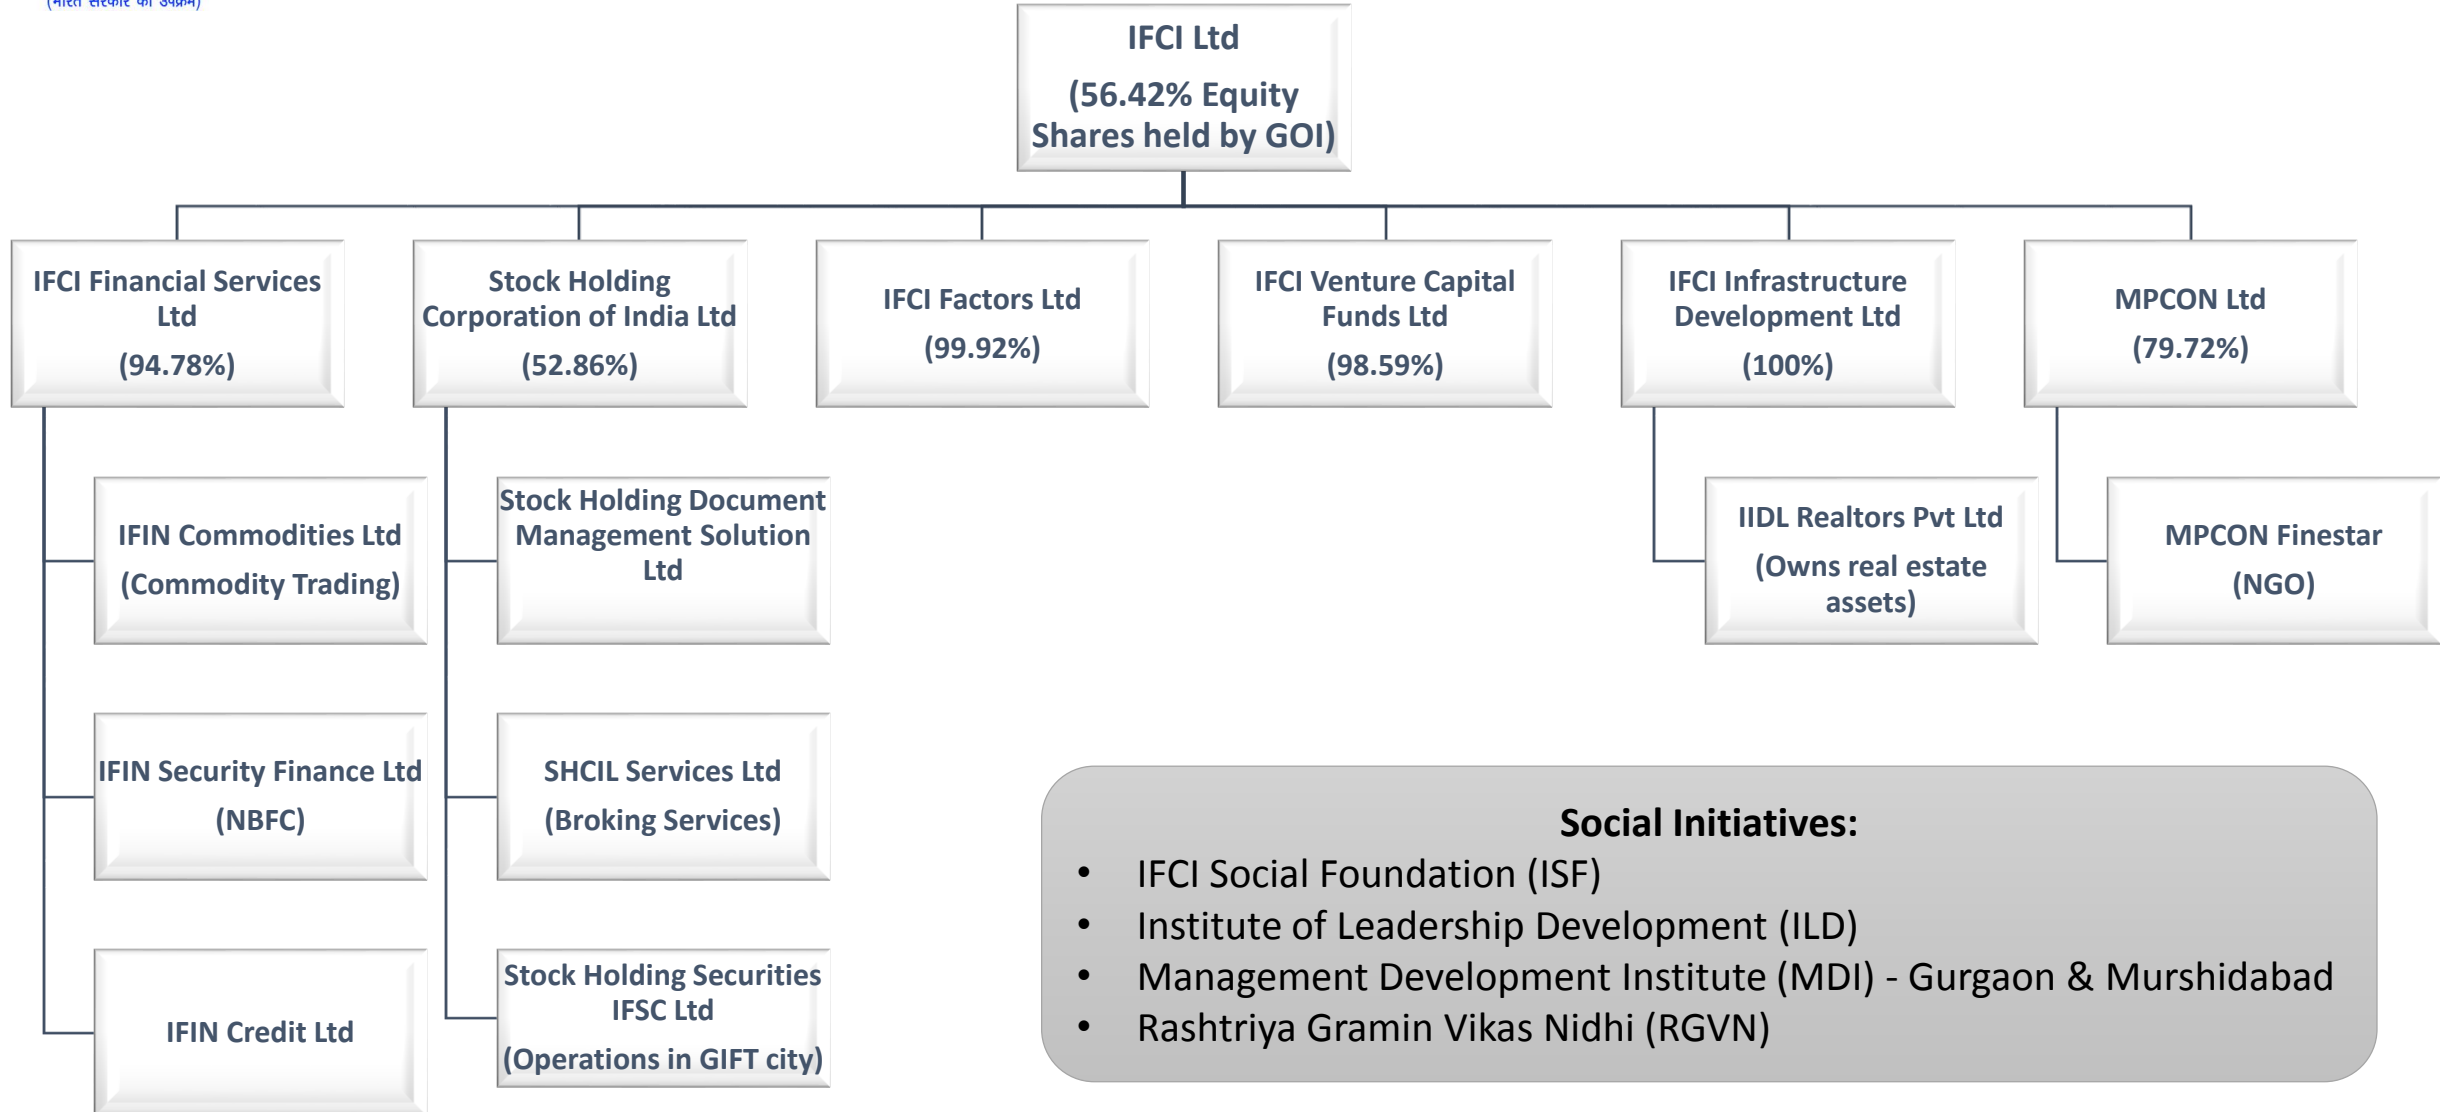 (भारत सरकार का उपक्रम)
IFCI Ltd
(56.42% Equity
Shares held by GOI)
IFCI Financial Services
Ltd
(94.78%)
Stock Holding
Corporation of India Ltd
(52.86%)
IFCI Factors Ltd
(99.92%)
IFCI Venture Capital
Funds Ltd
(98.59%)
IFCI Infrastructure
Development Ltd
(100%)
MPCON Ltd
(79.72%)
IFIN Commodities Ltd
(Commodity Trading)
Stock Holding Document
Management Solution
Ltd
IIDL Realtors Pvt Ltd
(Owns real estate
assets)
MPCON Finestar
(NGO)
IFIN Security Finance Ltd
(NBFC)
SHCIL Services Ltd
(Broking Services)
IFIN Credit Ltd
Stock Holding Securities
IFSC Ltd
(Operations in GIFT city)
Social Initiatives:
• IFCI Social Foundation (ISF)
• Institute of Leadership Development (ILD)
• Management Development Institute (MDI) - Gurgaon & Murshidabad
• Rashtriya Gramin Vikas Nidhi (RGVN)